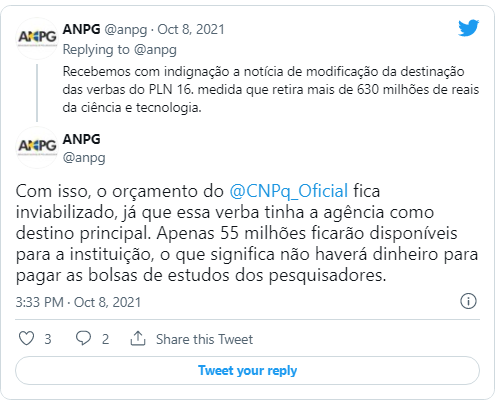 ANPG
ANPG @anpg · Oct 8, 2021
Replying to @anpg
Recebemos com indignação a notícia de modificação da destinação
das verbas do PLN 16. medida que retira mais de 630 milhões de reais
da ciência e tecnologia.
ANPG
ANPG
@anpg
Com isso, o orçamento do @CNPq_Oficial fica
inviabilizado, já que essa verba tinha a agência como
destino principal. Apenas 55 milhões ficarão disponíveis
para a instituição, o que significa não haverá dinheiro para
pagar as bolsas de estudos dos pesquisadores.
3:33 PM · Oct 8, 2021
3 2 Share this Tweet
Tweet your reply